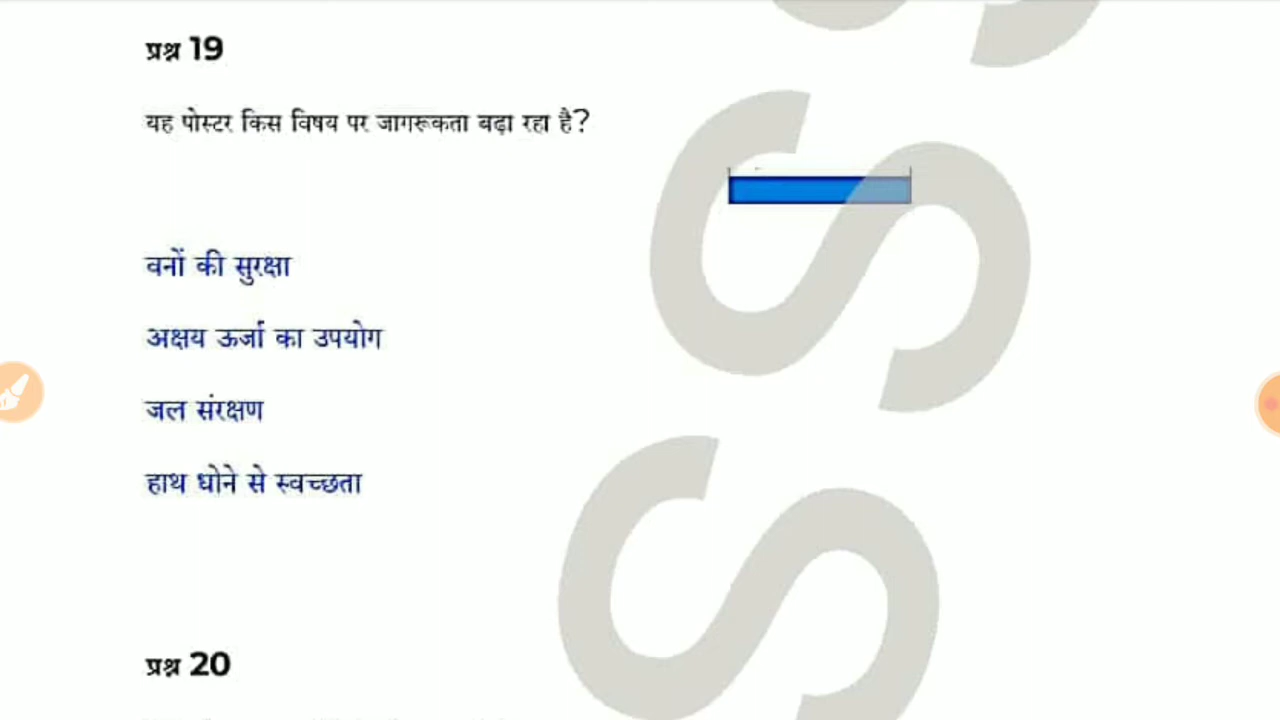 प्रश्न 19
यह पोस्टर किस विषय पर जागरूकता बढ़ा रहा है?
वनों की सुरक्षा
अक्षय ऊर्जा का उपयोग
जल संरक्षण
हाथ धोने से स्वच्छता
प्रश्न 20